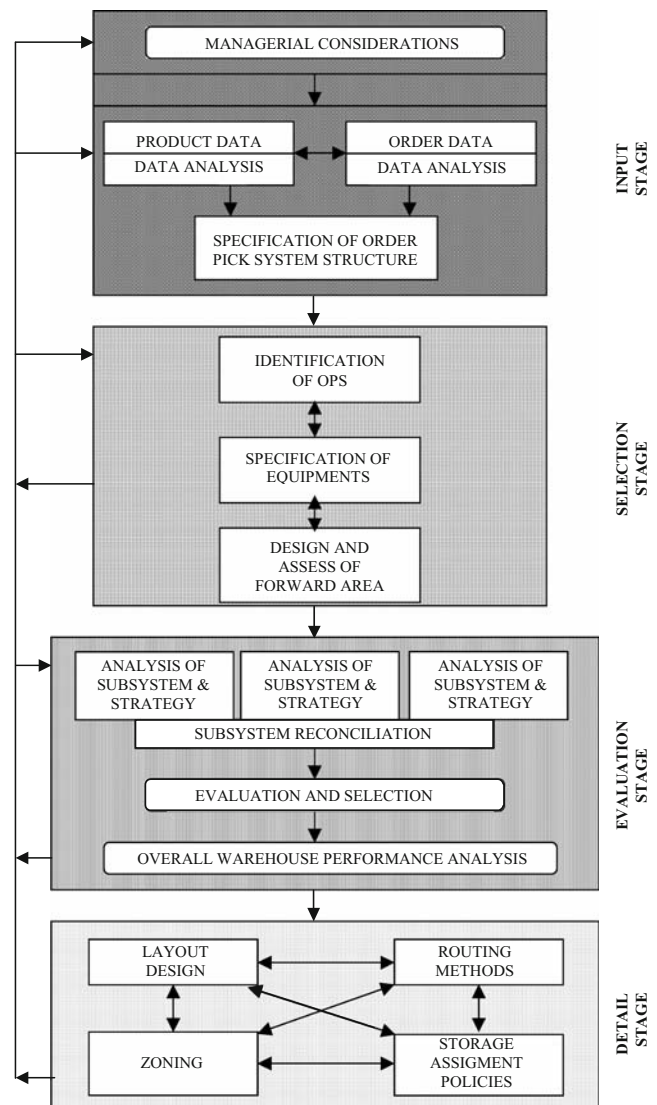 MANAGERIAL CONSIDERATIONS
PRODUCT DATA
DATA ANALYSIS
ORDER DATA
DATA ANALYSIS
SPECIFICATION OF ORDER
PICK SYSTEM STRUCTURE
INPUT
STAGE
IDENTIFICATION
OF OPS
SPECIFICATION OF
EQUIPMENTS
DESIGN AND
ASSESS OF
FORWARD AREA
SELECTION
STAGE
ANALYSIS OF
SUBSYSTEM &
STRATEGY
ANALYSIS OF
SUBSYSTEM &
STRATEGY
ANALYSIS OF
SUBSYSTEM &
STRATEGY
SUBSYSTEM RECONCILIATION
EVALUATION AND SELECTION
OVERALL WAREHOUSE PERFORMANCE ANALYSIS
EVALUATION
STAGE
LAYOUT
DESIGN
ROUTING
METHODS
ZONING
STORAGE
ASSIGMENT
POLICIES
DETAIL
STAGE